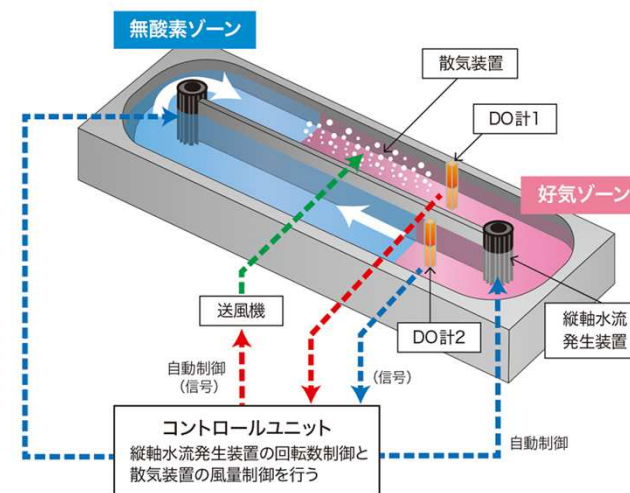 無酸素ゾーン
散気装置
DO計1
好気ゾーン
送風機
DO計2
縦軸水流
発生装置
自動制御
(信号)
(信号)
自動制御
コントロールユニット
縦軸水流発生装置の回転数制御と
散気装置の風量制御を行う